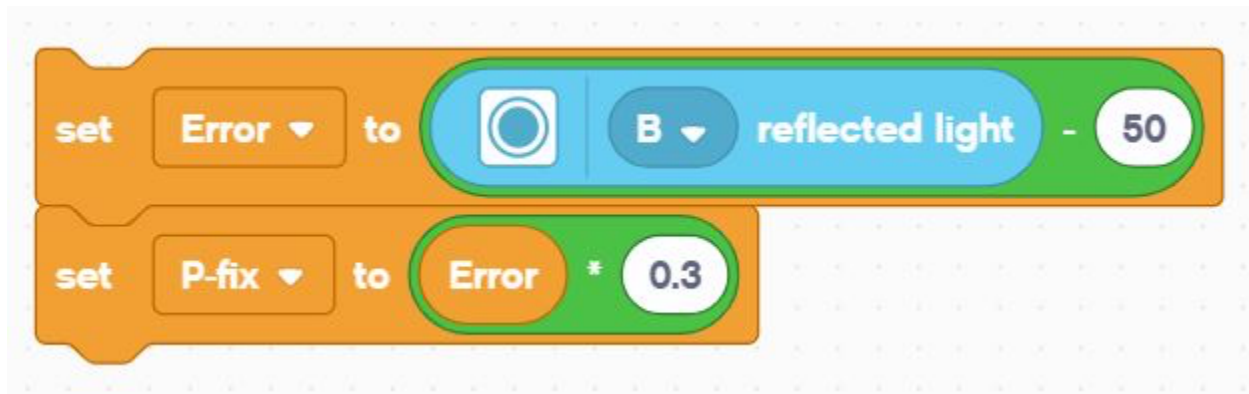 set Error to B reflected light - 50
set P-fix to Error * 0.3